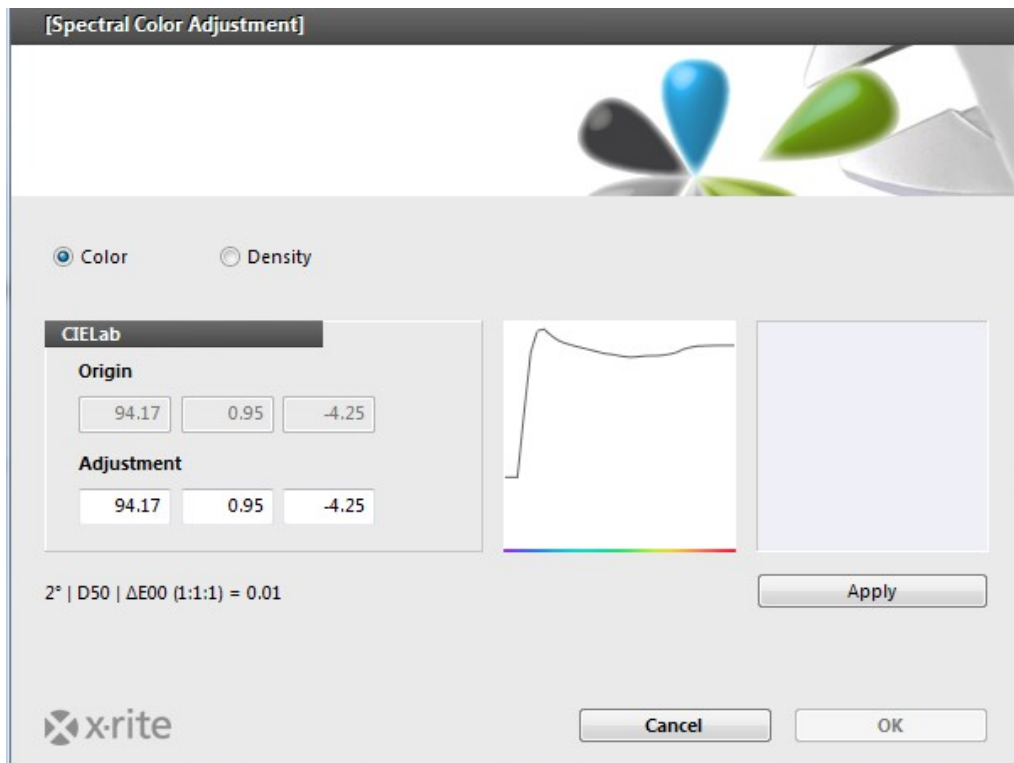 [Spectral Color Adjustment]
Color Density
CIELab
Origin
94.17 0.95 -4.25
Adjustment
94.17 0.95 -4.25
2° | D50 | ΔE00 (1:1:1) = 0.01
Apply
x·rite
Cancel OK